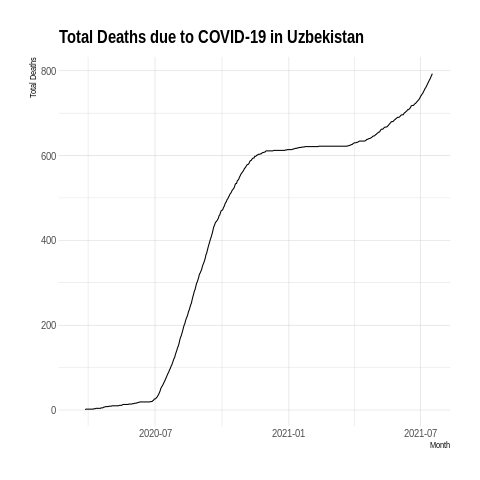 Total Deaths due to COVID-19 in Uzbekistan
Total Deaths
800
600
400
200
0
2020-07
2021-01
2021-07
Month